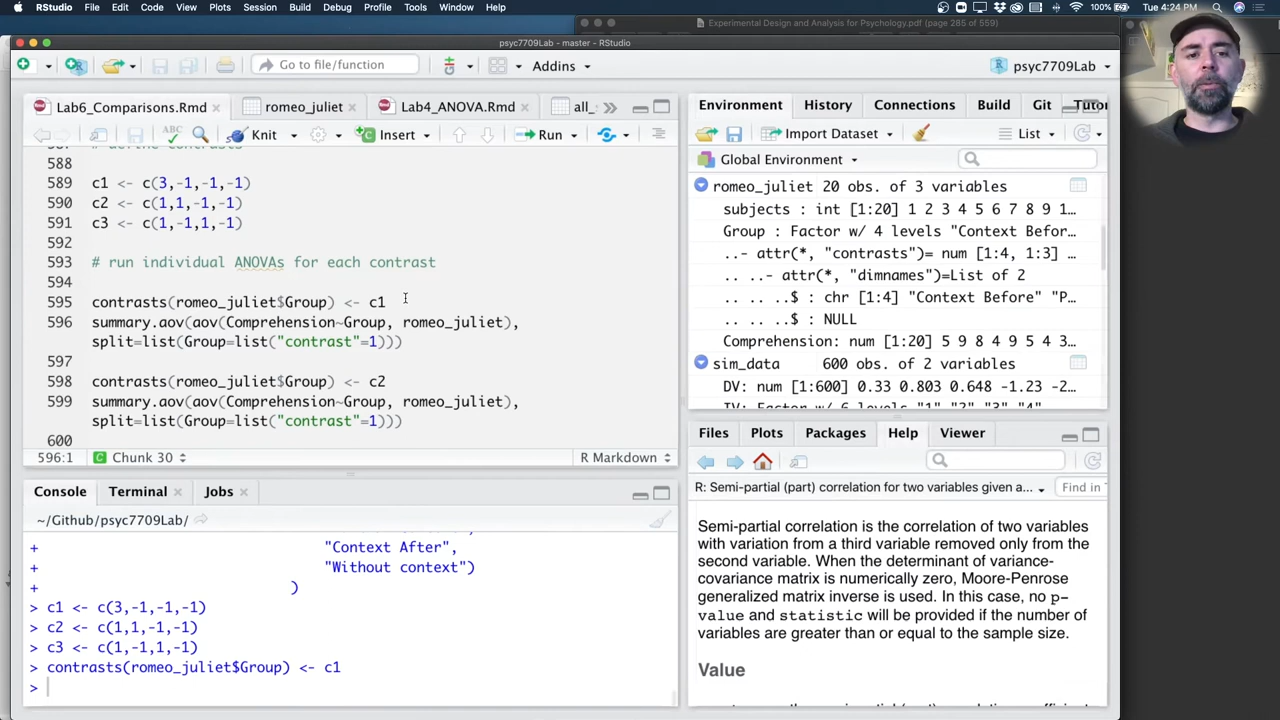 RStudio File Edit Code View Plots Session Build Debug Profile Tools Window Help 100% Tue 4:24 PM
Experimental Design and Analysis for Psychology.pdf (page 285 of 559)
psyc7709Lab - master - RStudio
Go to file/function Addins psyc7709Lab
Lab6_Comparisons.Rmd romeo_juliet Lab4_ANOVA.Rmd all_
ABC Knit Insert Run
587 # define contrasts
588
589 c1 <- c(3,-1,-1,-1)
590 c2 <- c(1,1,-1,-1)
591 c3 <- c(1,-1,1,-1)
592
593 # run individual ANOVAs for each contrast
594
595 contrasts(romeo_juliet$Group) <- c1
596 summary.aov(aov(Comprehension~Group, romeo_juliet),
split=list(Group=list("contrast"=1)))
597
598 contrasts(romeo_juliet$Group) <- c2
599 summary.aov(aov(Comprehension~Group, romeo_juliet),
split=list(Group=list("contrast"=1)))
600
596:1 C Chunk 30 R Markdown
Console Terminal Jobs
~/Github/psyc7709Lab/
+ "Context After",
+ "Without context")
+ )
> c1 <- c(3,-1,-1,-1)
> c2 <- c(1,1,-1,-1)
> c3 <- c(1,-1,1,-1)
> contrasts(romeo_juliet$Group) <- c1
>
Environment History Connections Build Git Tutor
Import Dataset List
Global Environment
romeo_juliet 20 obs. of 3 variables
subjects : int [1:20] 1 2 3 4 5 6 7 8 9 1…
Group : Factor w/ 4 levels "Context Before"…
..- attr(*, "contrasts")= num [1:4, 1:3] …
.. ..- attr(*, "dimnames")=List of 2
.. .. ..$ : chr [1:4] "Context Before" "P…
.. .. ..$ : NULL
Comprehension: num [1:20] 5 9 8 4 9 5 4 3…
sim_data 600 obs. of 2 variables
DV: num [1:600] 0.33 0.803 0.648 -1.23 -2…
IV: Factor w/ 6 levels "1" "2" "3" "4"
Files Plots Packages Help Viewer
R: Semi-partial (part) correlation for two variables given a... Find in T
Semi-partial correlation is the correlation of two variables
with variation from a third variable removed only from the
second variable. When the determinant of variance-
covariance matrix is numerically zero, Moore-Penrose
generalized matrix inverse is used. In this case, no p-
value and statistic will be provided if the number of
variables are greater than or equal to the sample size.
Value